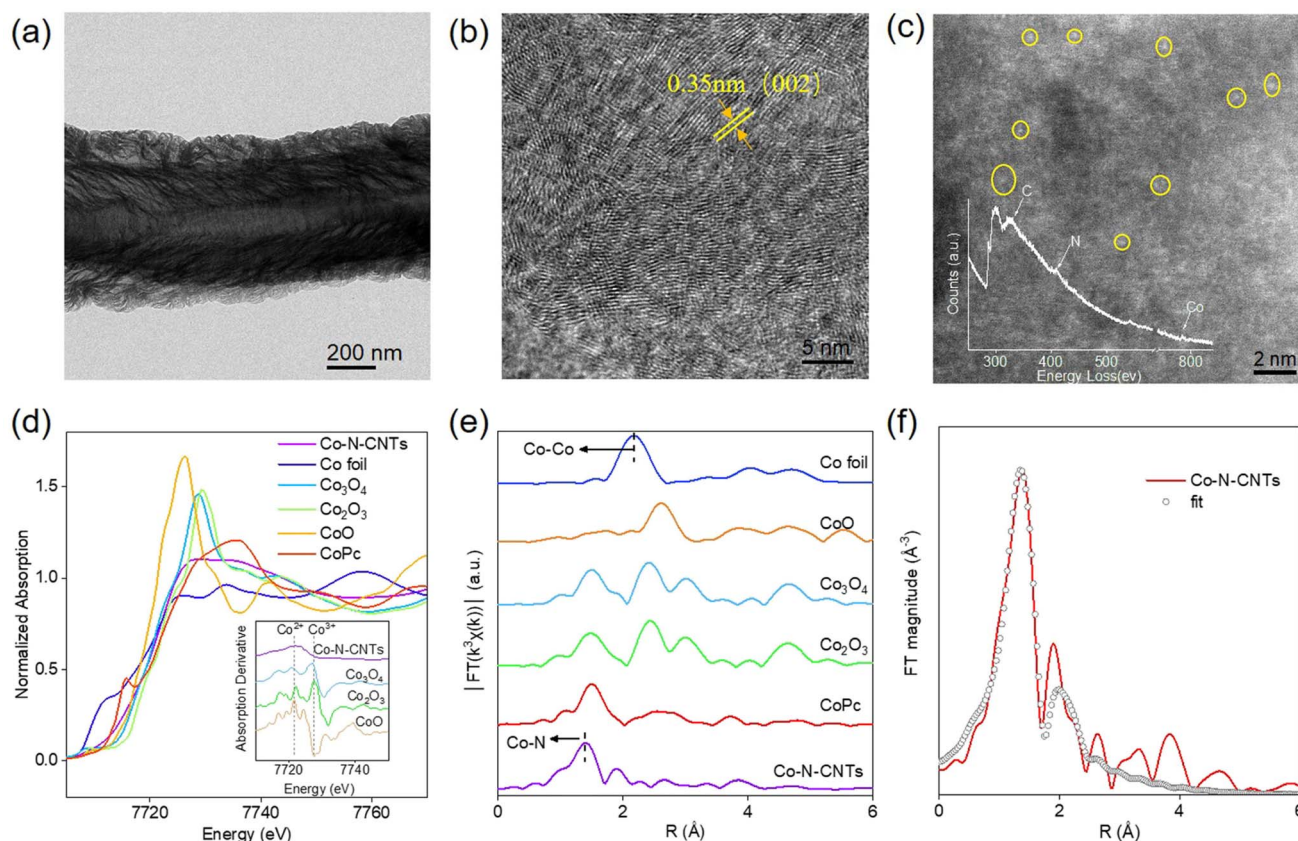 (a)
200 nm
(b)
0.35nm (002)
5 nm
(c)
C
N
Co
Counts (a.u.)
300 400 500 600 800
Energy Loss(ev)
2 nm
(d)
Co-N-CNTs
Co foil
Co₃O₄
Co₂O₃
CoO
CoPc
Normalized Absorption
1.5
1.0
0.5
0.0
7720 7740 7760
Energy (eV)
Co²⁺ Co³⁺
Co-N-CNTs
Co₃O₄
Co₂O₃
CoO
Absorption Derivative
7720 7740
Energy (eV)
(e)
Co-Co
Co foil
CoO
Co₃O₄
Co₂O₃
CoPc
Co-N
Co-N-CNTs
|FT(k³χ(k))| (a.u.)
0 2 4 6
R (Å)
(f)
Co-N-CNTs
fit
FT magnitude (Å⁻³)
0 2 4 6
R (Å)